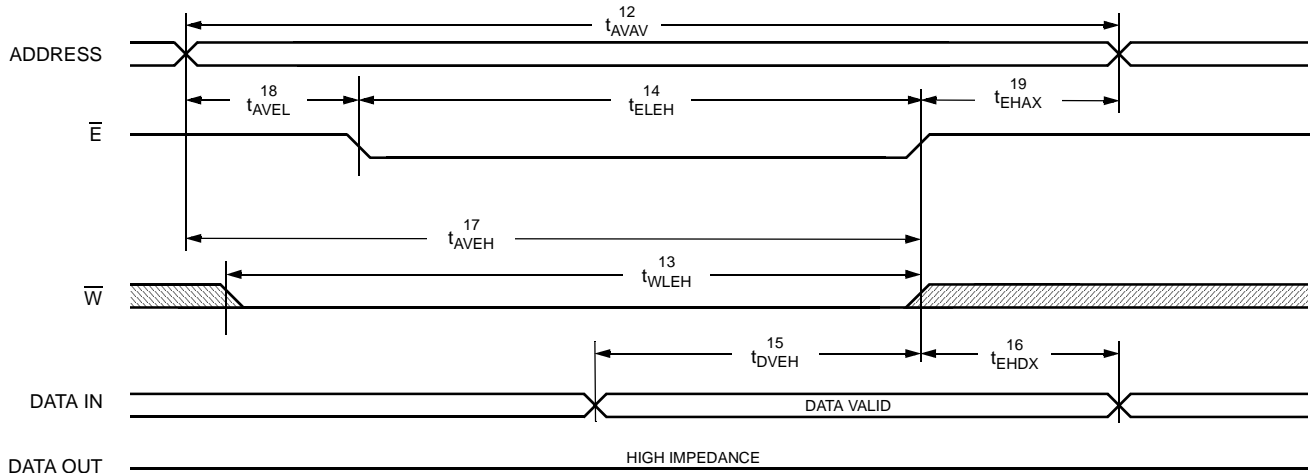 12
tAVAV
ADDRESS
18
tAVEL
14
tELEH
19
tEHAX
E
17
tAVEH
13
tWLEH
W
15
tDVEH
16
tEHDX
DATA IN
DATA VALID
DATA OUT
HIGH IMPEDANCE